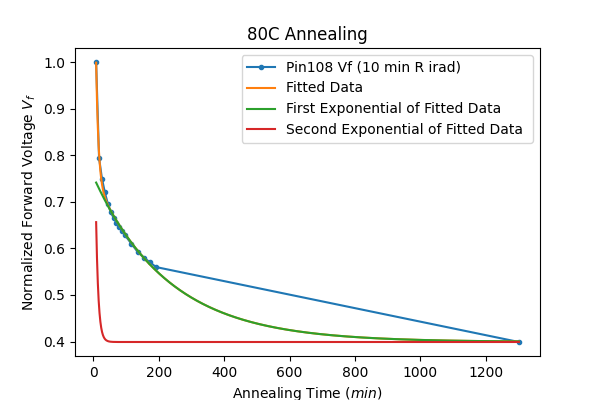 80C Annealing
Pin108 Vf (10 min R irad)
Fitted Data
First Exponential of Fitted Data
Second Exponential of Fitted Data
Normalized Forward Voltage V_f
1.0
0.9
0.8
0.7
0.6
0.5
0.4
0 200 400 600 800 1000 1200
Annealing Time (min)